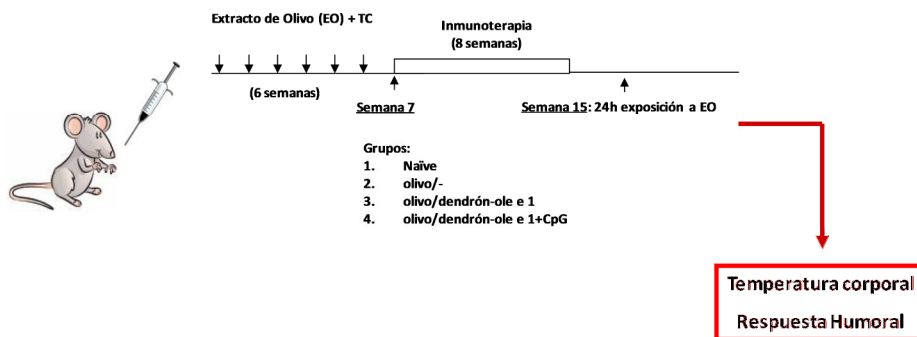 Extracto de Olivo (EO) + TC
Inmunoterapia
(8 semanas)
(6 semanas)
Semana 7
Semana 15: 24h exposición a EO
Grupos:
1. Naïve
2. olivo/-
3. olivo/dendrón-ole e 1
4. olivo/dendrón-ole e 1+CpG
Temperatura corporal
Respuesta Humoral